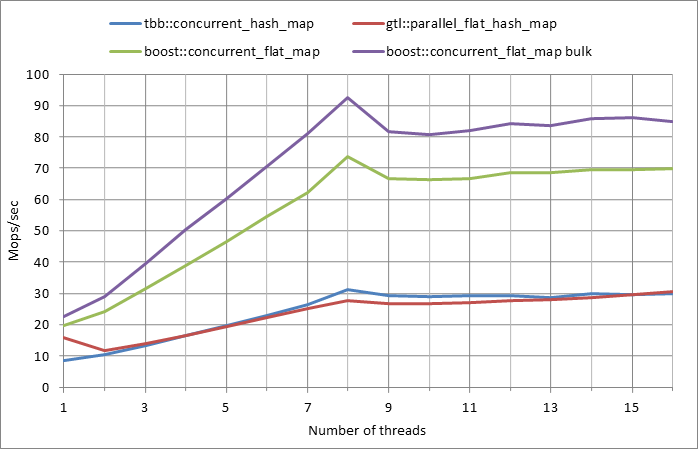 tbb::concurrent_hash_map gtl::parallel_flat_hash_map
boost::concurrent_flat_map boost::concurrent_flat_map bulk
100
90
80
70
60
50
40
30
20
10
0
Mops/sec
1 3 5 7 9 11 13 15
Number of threads